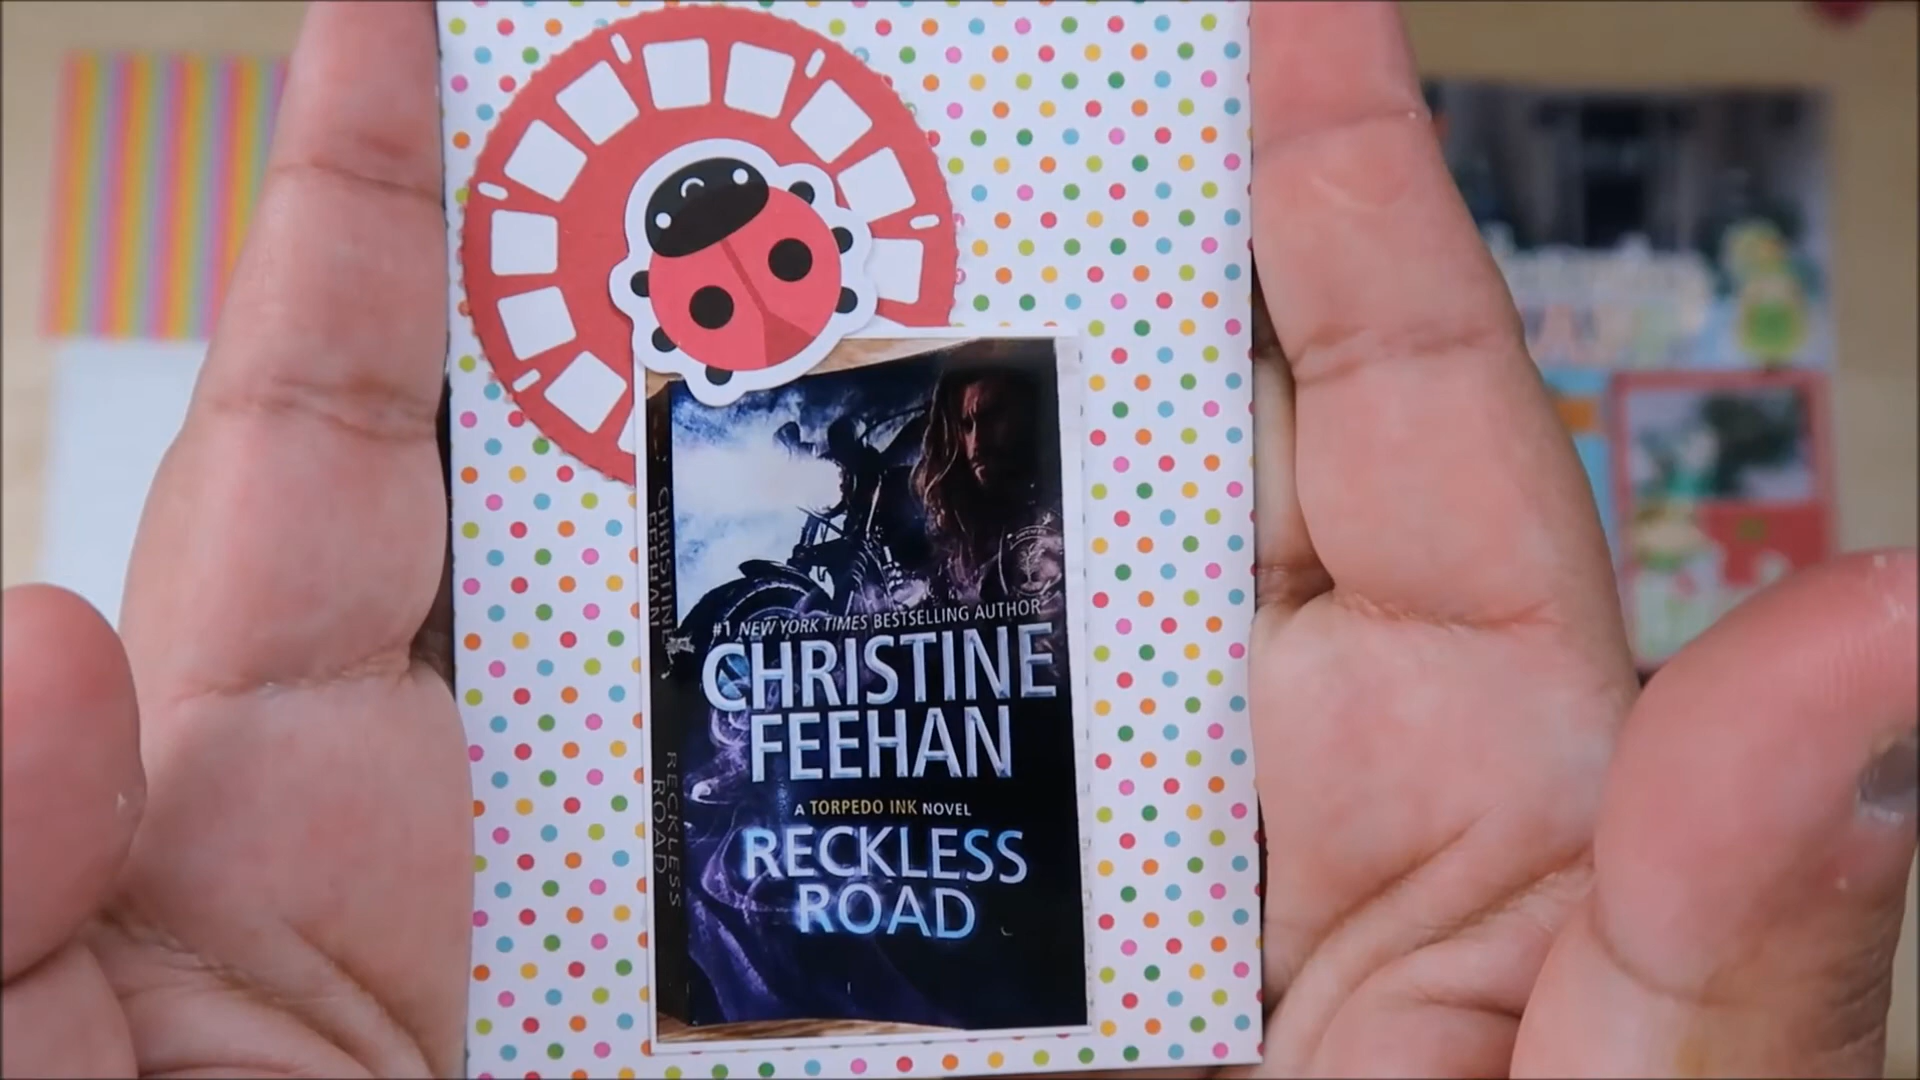 #1 NEW YORK TIMES BESTSELLING AUTHOR
CHRISTINE
FEEHAN
A TORPEDO INK NOVEL
RECKLESS
ROAD
CHRISTINE
FEEHAN
RECKLESS
ROAD